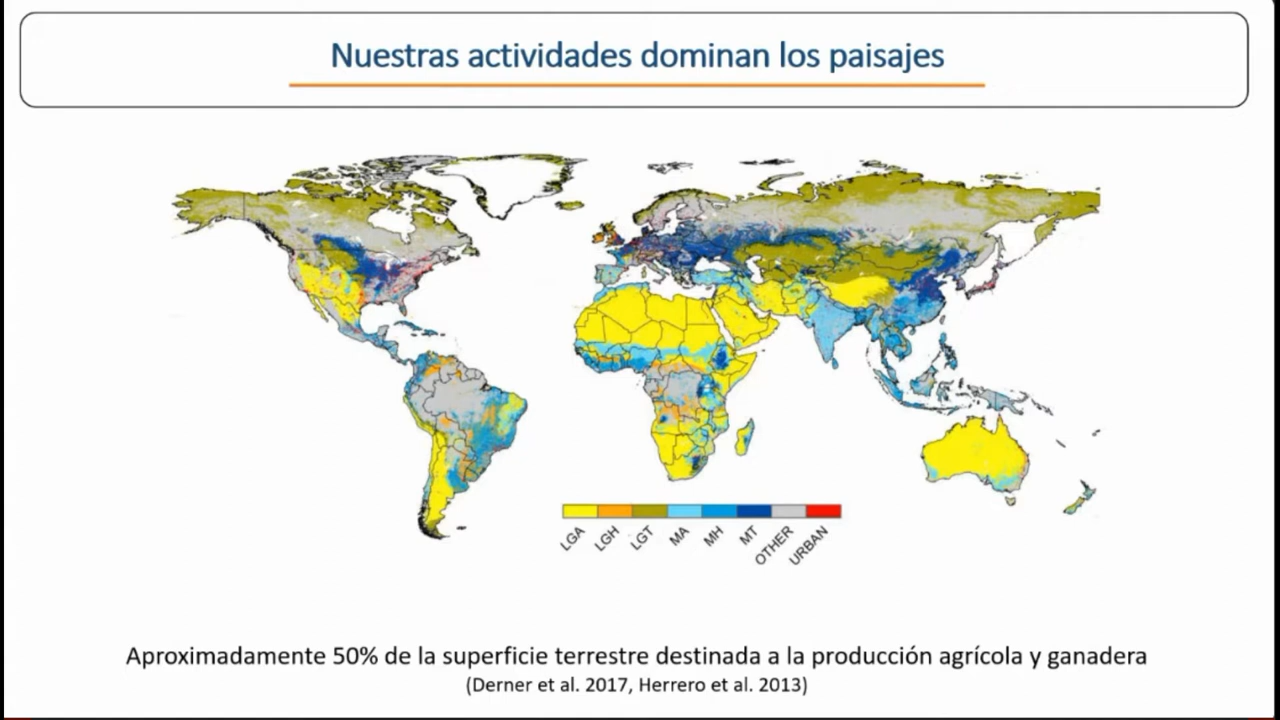 Nuestras actividades dominan los paisajes
LGA
LGH
LGT
MA
MH
MT
OTHER
URBAN
Aproximadamente 50% de la superficie terrestre destinada a la producción agrícola y ganadera
(Derner et al. 2017, Herrero et al. 2013)